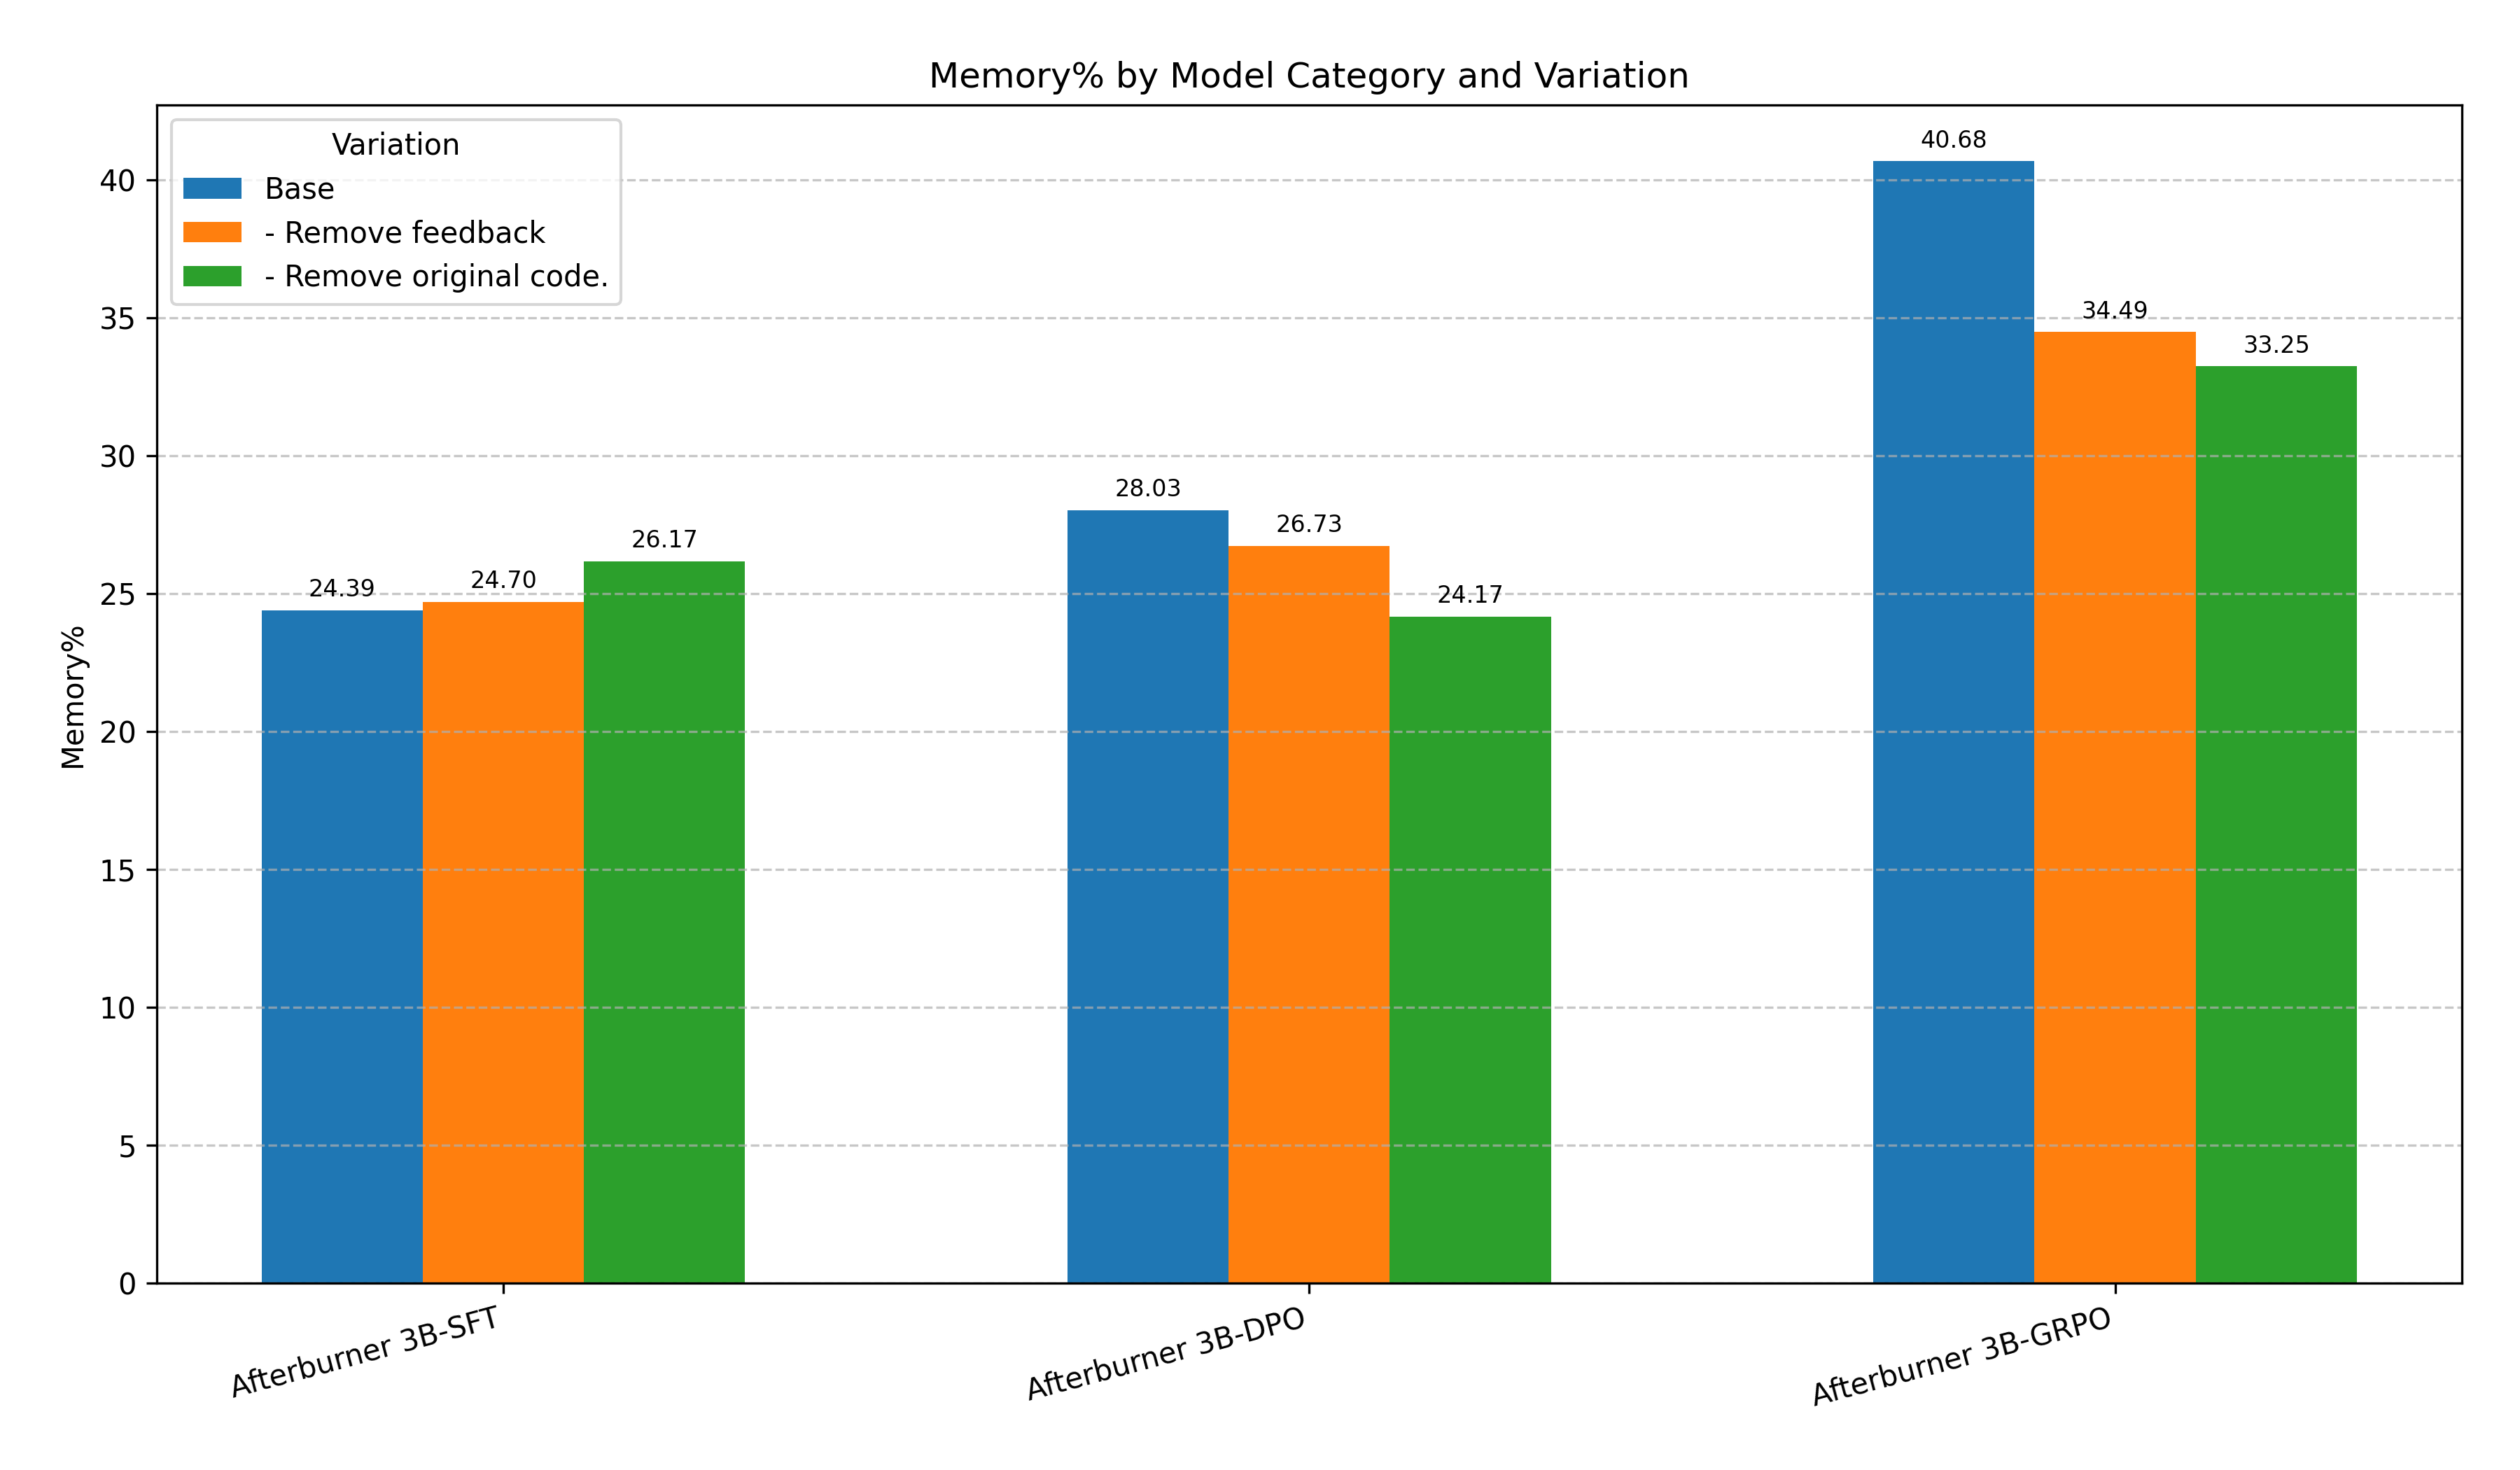 Memory% by Model Category and Variation
Variation
Base
- Remove feedback
- Remove original code.
Memory%
40
35
30
25
20
15
10
5
0
24.39
24.70
26.17
28.03
26.73
24.17
40.68
34.49
33.25
Afterburner 3B-SFT
Afterburner 3B-DPO
Afterburner 3B-GRPO